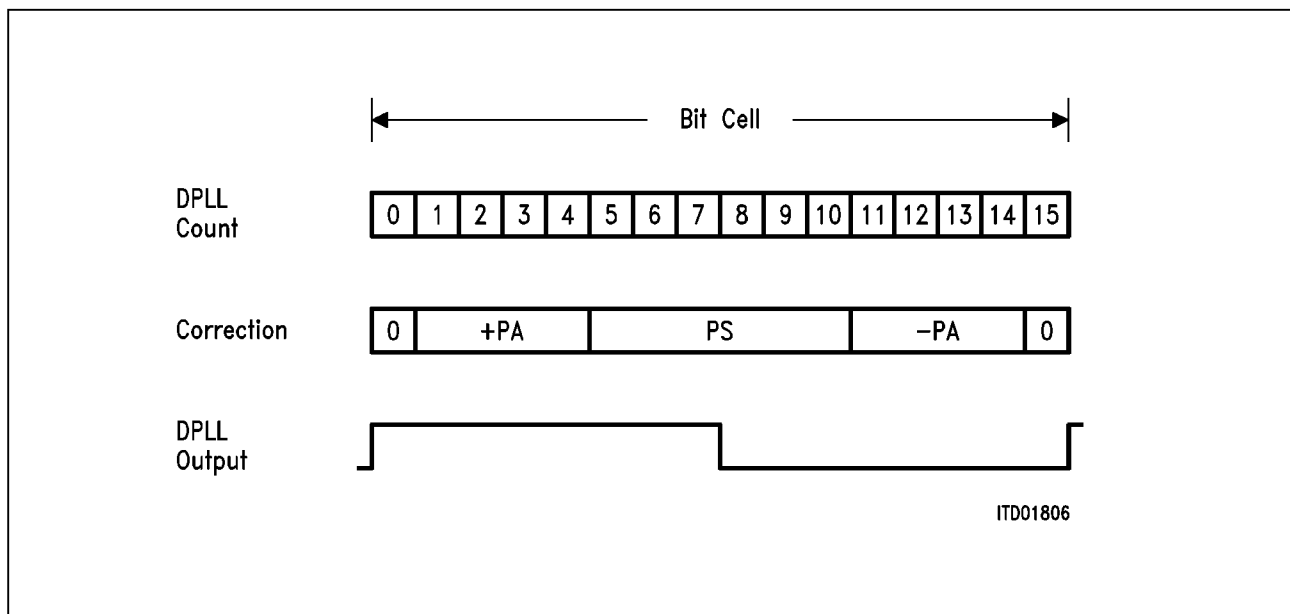 Bit Cell
DPLL
Count
0 1 2 3 4 5 6 7 8 9 10 11 12 13 14 15
Correction
0 +PA PS -PA 0
DPLL
Output
ITD01806